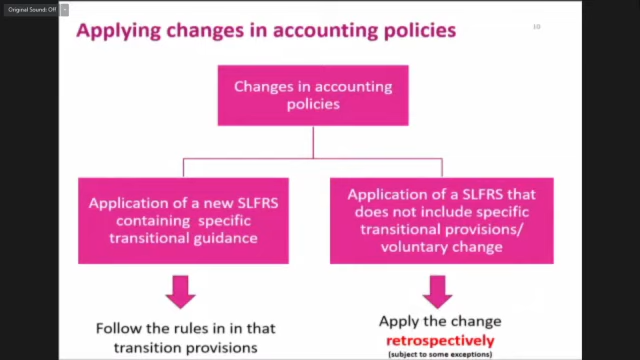 Original Sound: Off
Applying changes in accounting policies
10
Changes in accounting
policies
Application of a new SLFRS
containing specific
transitional guidance
Application of a SLFRS that
does not include specific
transitional provisions/
voluntary change
Follow the rules in in that
transition provisions
Apply the change
retrospectively
(subject to some exceptions)